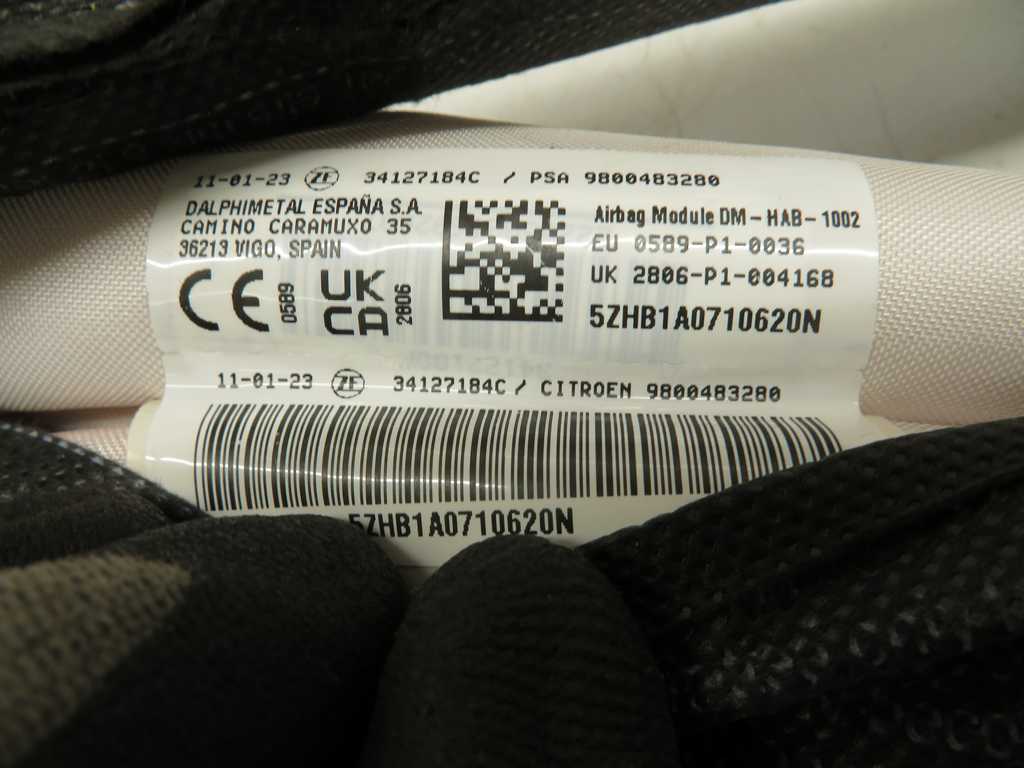 11-01-23 ZF 34127184C / PSA 9800483280
DALPHIMETAL ESPAÑA S.A.
CAMINO CARAMUXO 35
36213 VIGO, SPAIN
CE 0589 UKCA 2806
Airbag Module DM - HAB - 1002
EU 0589-P1-0036
UK 2806-P1-004168
5ZHB1A0710620N
11-01-23 ZF 34127184C / CITROEN 9800483280
5ZHB1A0710620N